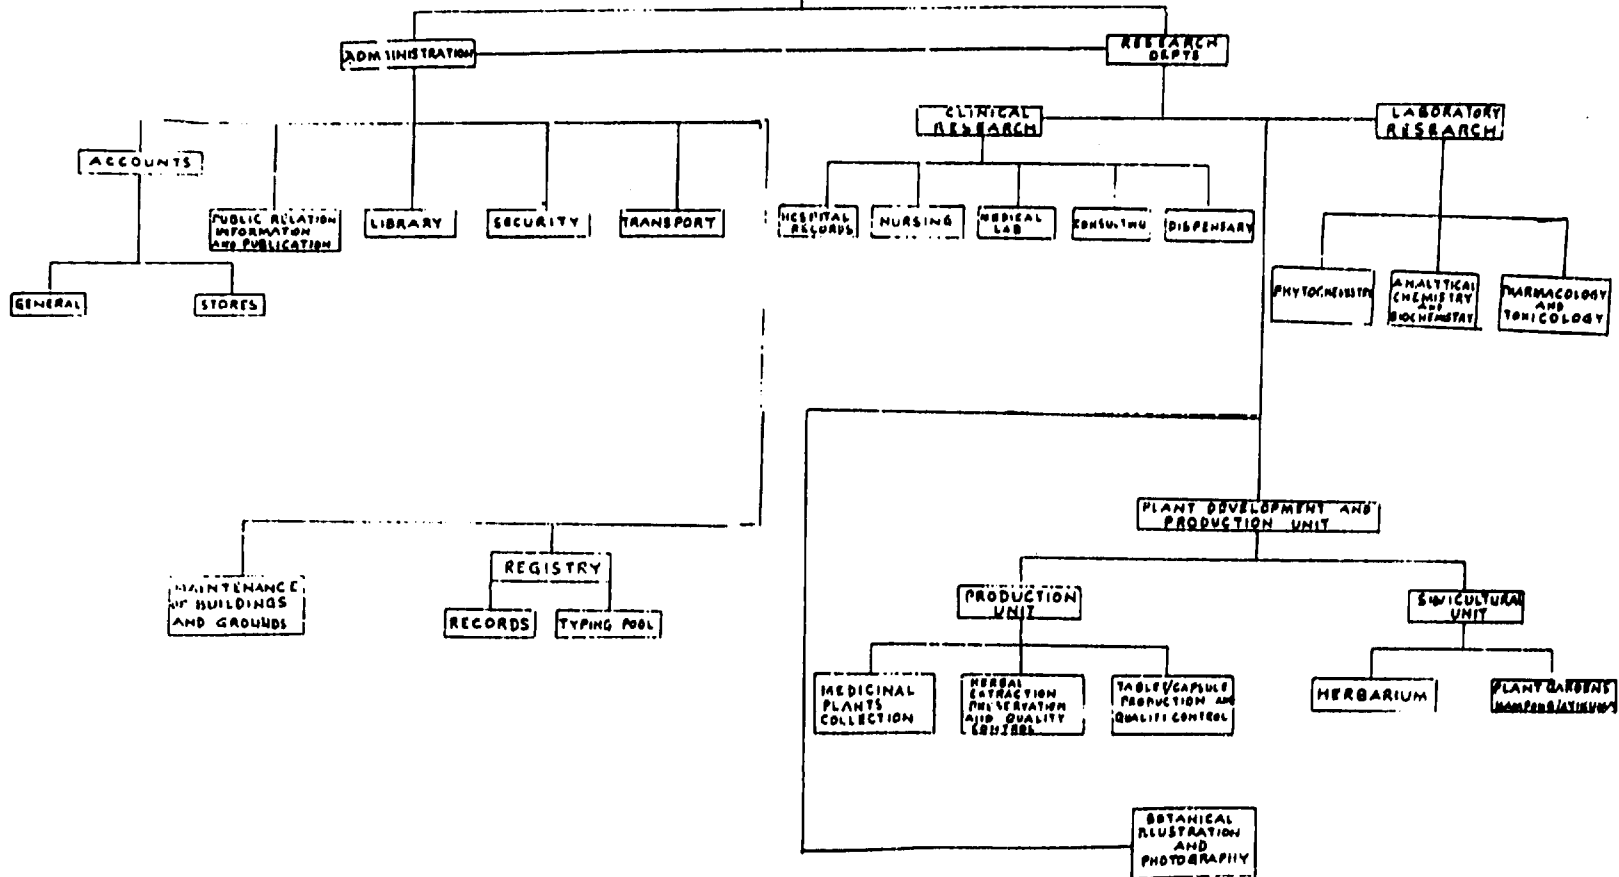 ADMINISTRATION
RESEARCH
DEPTS
CLINICAL
RESEARCH
LABORATORY
RESEARCH
ACCOUNTS
PUBLIC RELATION
INFORMATION
AND PUBLICATION
LIBRARY
SECURITY
TRANSPORT
HOSPITAL
RECORDS
NURSING
MEDICAL
LAB
CONSULTING
DISPENSARY
GENERAL
STORES
PHYTOCHEMISTRY
ANALYTICAL
CHEMISTRY
AND
BIOCHEMISTRY
PHARMACOLOGY
AND
TOXICOLOGY
PLANT DEVELOPMENT AND
PRODUCTION UNIT
MAINTENANCE
OF BUILDINGS
AND GROUNDS
REGISTRY
RECORDS
TYPING POOL
PRODUCTION
UNIT
UNIT
MEDICINAL
PLANTS
COLLECTION
HERBAL
EXTRACTION
PRESERVATION
AND QUALITY
CONTROL
TABLET/CAPSULE
PRODUCTION AND
QUALITY CONTROL
HERBARIUM
PLANT GARDENS
BOTANICAL
ILLUSTRATION
AND
PHOTOGRAPHY